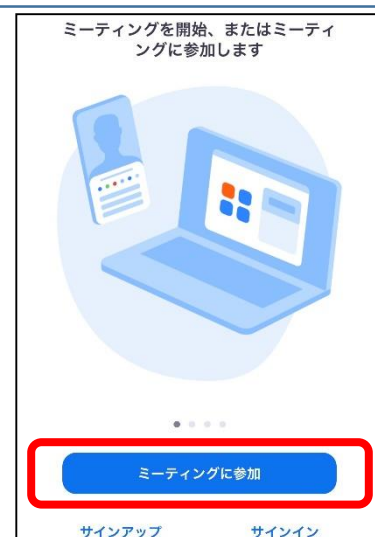 ミーティングを開始、またはミーティ
ングに参加します
ミーティングに参加
サインアップ
サインイン